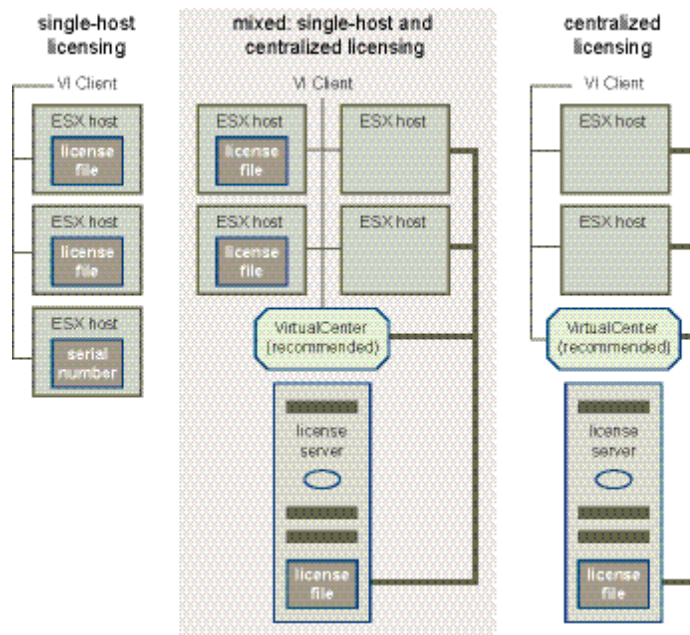 single-host
licensing
VI Client
ESX host
license
file
ESX host
license
file
ESX host
serial
number
mixed: single-host and
centralized licensing
VI Client
ESX host
license
file
ESX host
ESX host
license
file
ESX host
VirtualCenter
(recommended)
license
server
license
file
centralized
licensing
VI Client
ESX host
ESX host
VirtualCenter
(recommended)
license
server
license
file